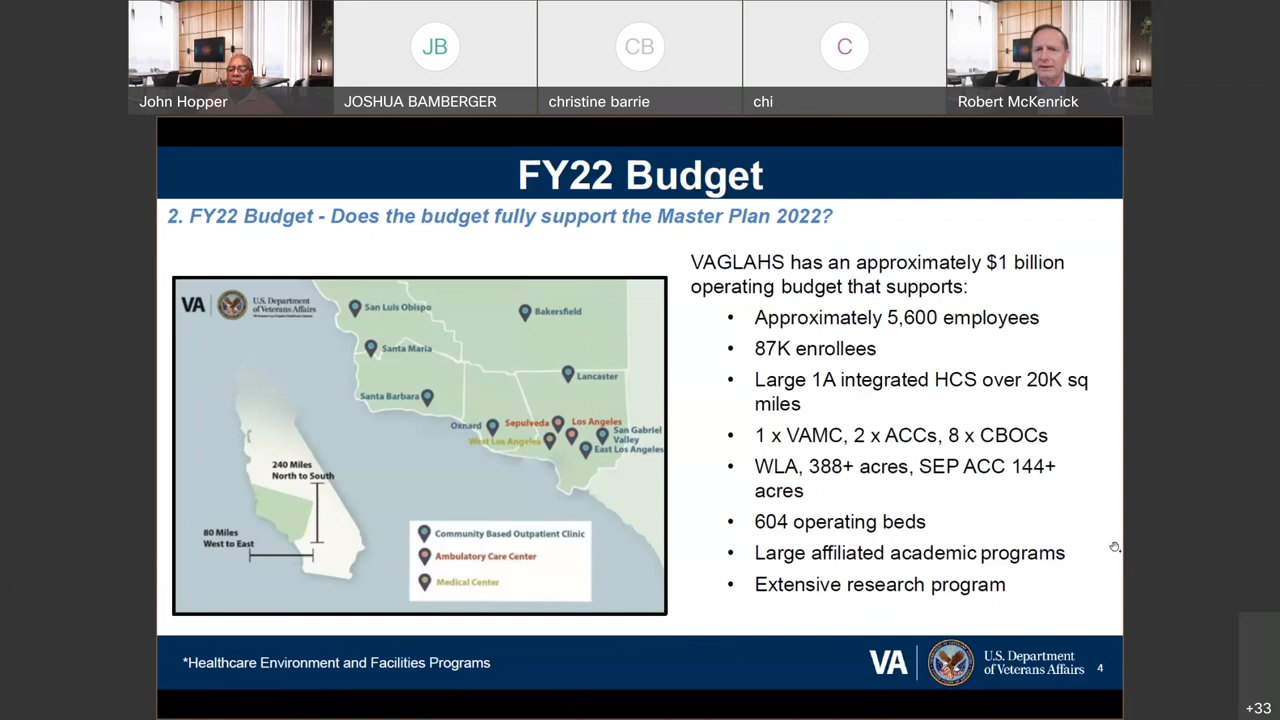 John Hopper
JB
JOSHUA BAMBERGER
CB
christine barrie
C
chi
Robert McKenrick
FY22 Budget
2. FY22 Budget - Does the budget fully support the Master Plan 2022?
VA
U.S. Department
of Veterans Affairs
San Luis Obispo
Bakersfield
Santa Maria
Lancaster
Santa Barbara
Oxnard
Sepulveda
Los Angeles
West Los Angeles
San Gabriel
Valley
East Los Angeles
240 Miles
North to South
80 Miles
West to East
Community Based Outpatient Clinic
Ambulatory Care Center
Medical Center
VAGLAHS has an approximately $1 billion
operating budget that supports:
• Approximately 5,600 employees
• 87K enrollees
• Large 1A integrated HCS over 20K sq
miles
• 1 x VAMC, 2 x ACCs, 8 x CBOCs
• WLA, 388+ acres, SEP ACC 144+
acres
• 604 operating beds
• Large affiliated academic programs
• Extensive research program
*Healthcare Environment and Facilities Programs
VA
U.S. Department
of Veterans Affairs
4
+33